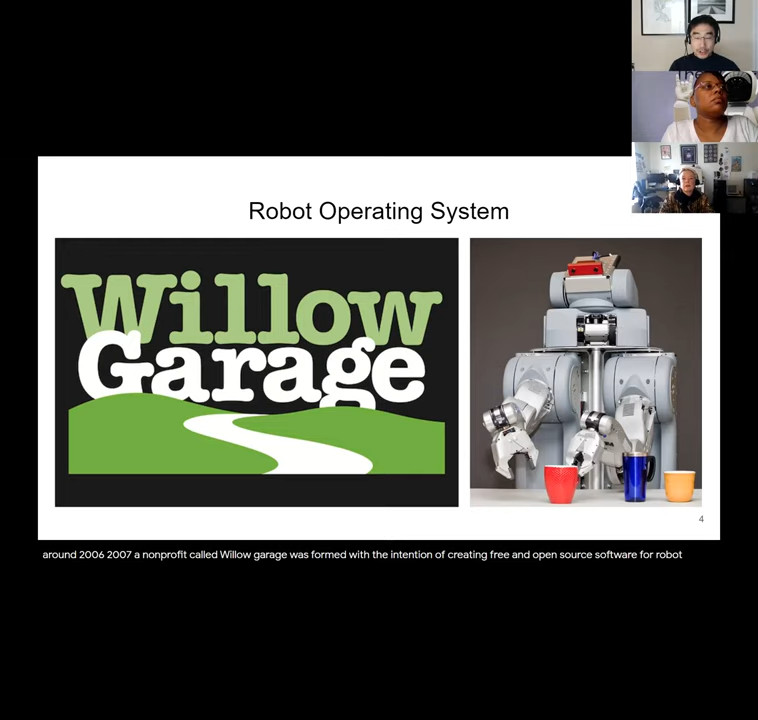 Robot Operating System
Willow
Garage
4
around 2006 2007 a nonprofit called Willow garage was formed with the intention of creating free and open source software for robot